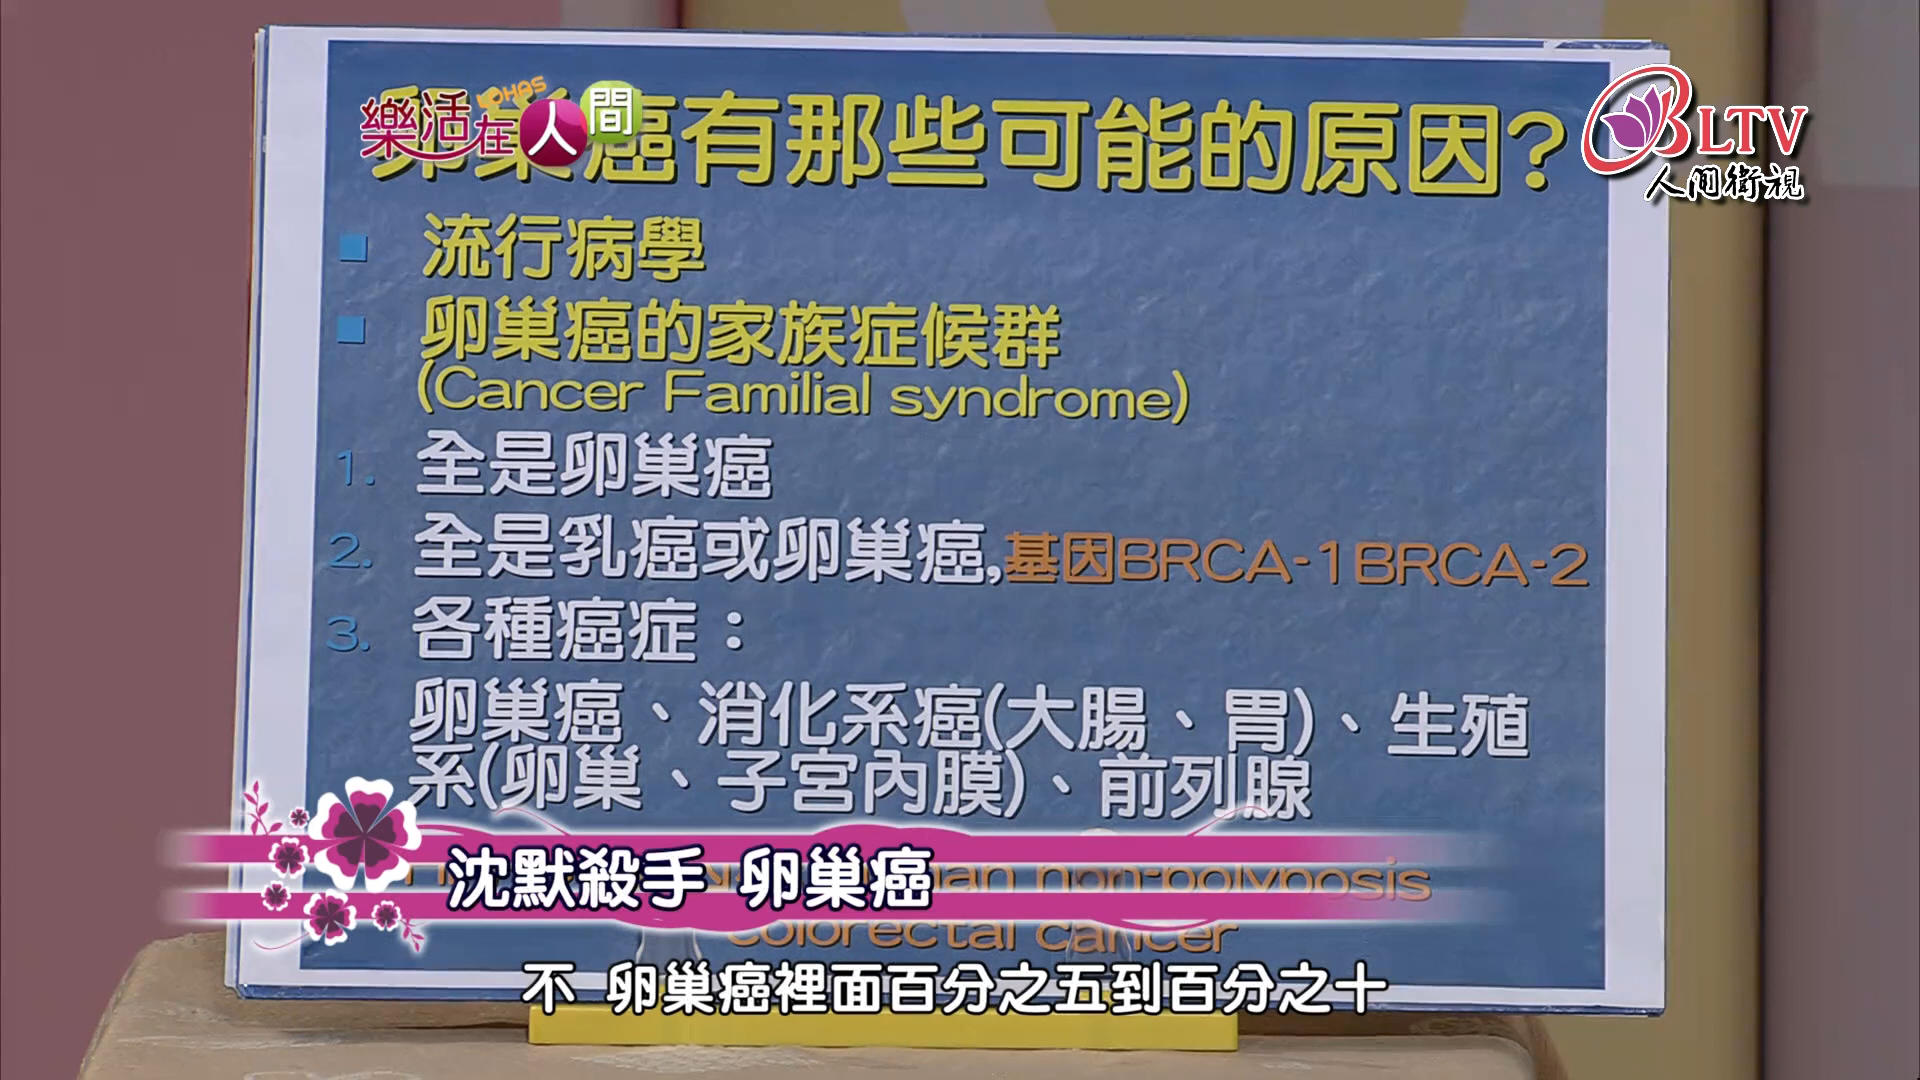 樂活在人間
LOHAS
BLTV
人間衛視
卵巢癌有那些可能的原因?
■ 流行病學
■ 卵巢癌的家族症候群
(Cancer Familial syndrome)
1. 全是卵巢癌
2. 全是乳癌或卵巢癌,基因BRCA-1BRCA-2
3. 各種癌症：
卵巢癌、消化系癌(大腸、胃)、生殖
系(卵巢、子宮內膜)、前列腺
non-polyposis
colorectal cancer
沈默殺手 卵巢癌
不 卵巢癌裡面百分之五到百分之十